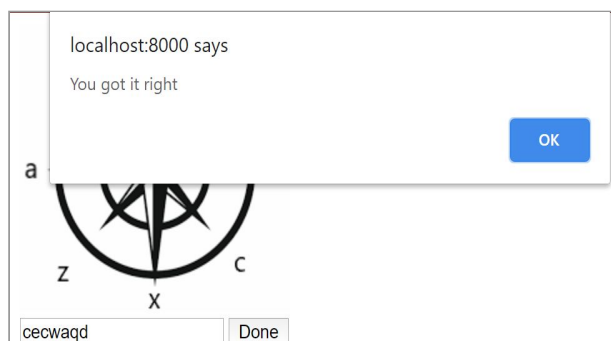 localhost:8000 says
You got it right
OK
a
z
c
x
cecwaqd
Done